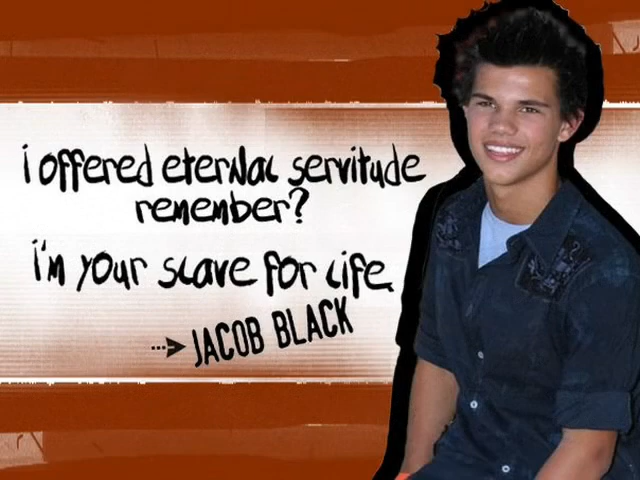 i offered eternal servitude
remember?
i'm your slave for life.
JACOB BLACK